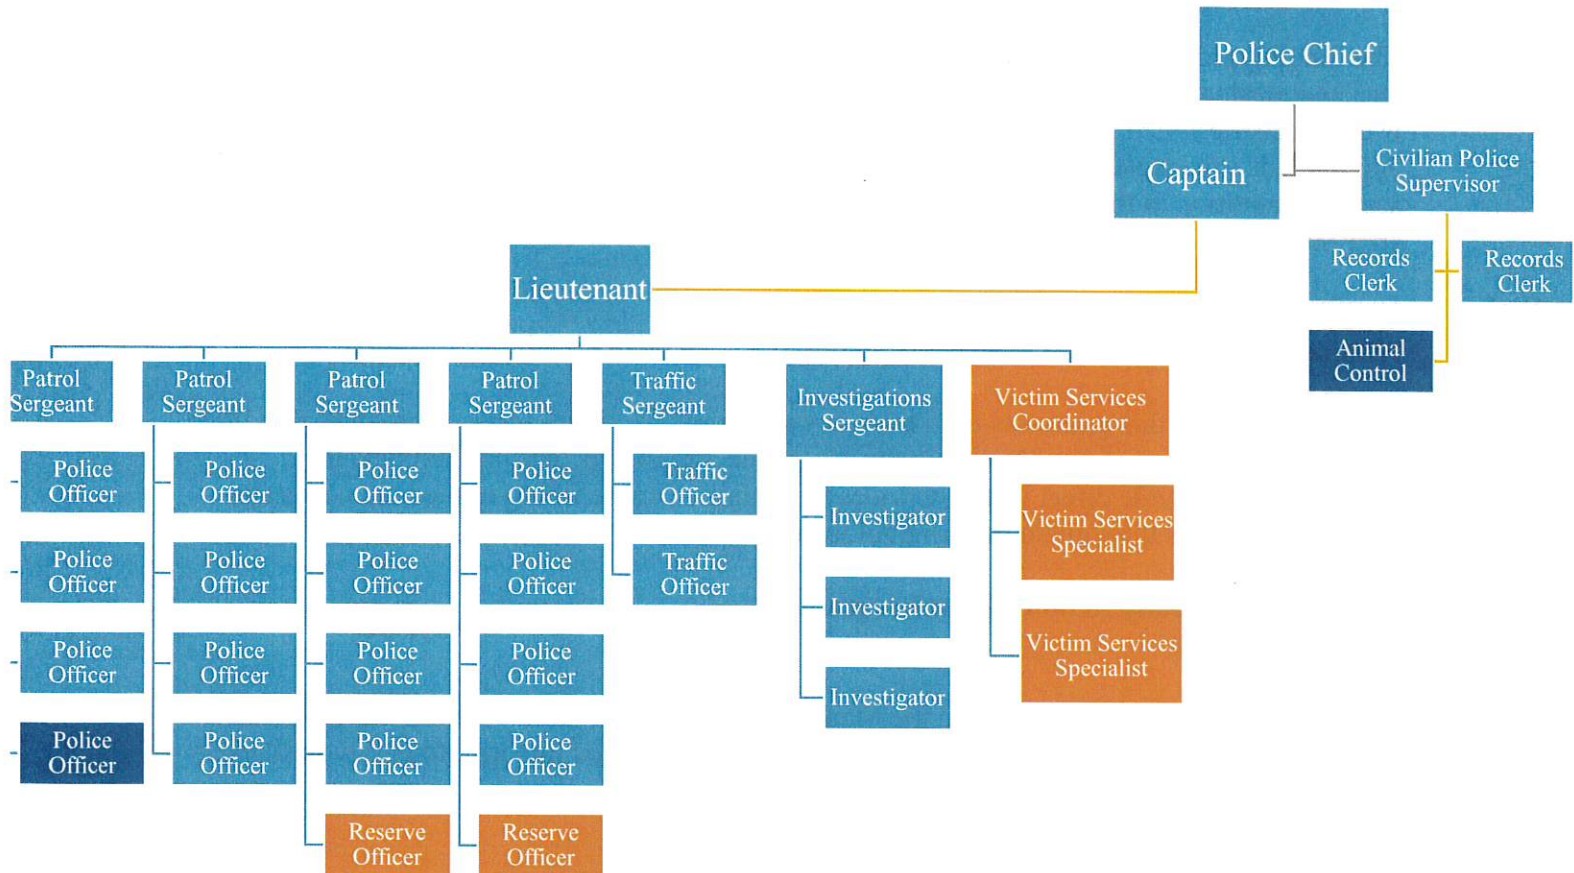 Police Chief
Captain
Civilian Police
Supervisor
Records
Clerk
Records
Clerk
Animal
Control
Lieutenant
Patrol
Sergeant
Patrol
Sergeant
Patrol
Sergeant
Patrol
Sergeant
Traffic
Sergeant
Investigations
Sergeant
Victim Services
Coordinator
Police
Officer
Police
Officer
Police
Officer
Police
Officer
Police
Officer
Police
Officer
Police
Officer
Police
Officer
Police
Officer
Police
Officer
Police
Officer
Police
Officer
Reserve
Officer
Police
Officer
Police
Officer
Police
Officer
Police
Officer
Reserve
Officer
Traffic
Officer
Traffic
Officer
Investigator
Investigator
Investigator
Victim Services
Specialist
Victim Services
Specialist